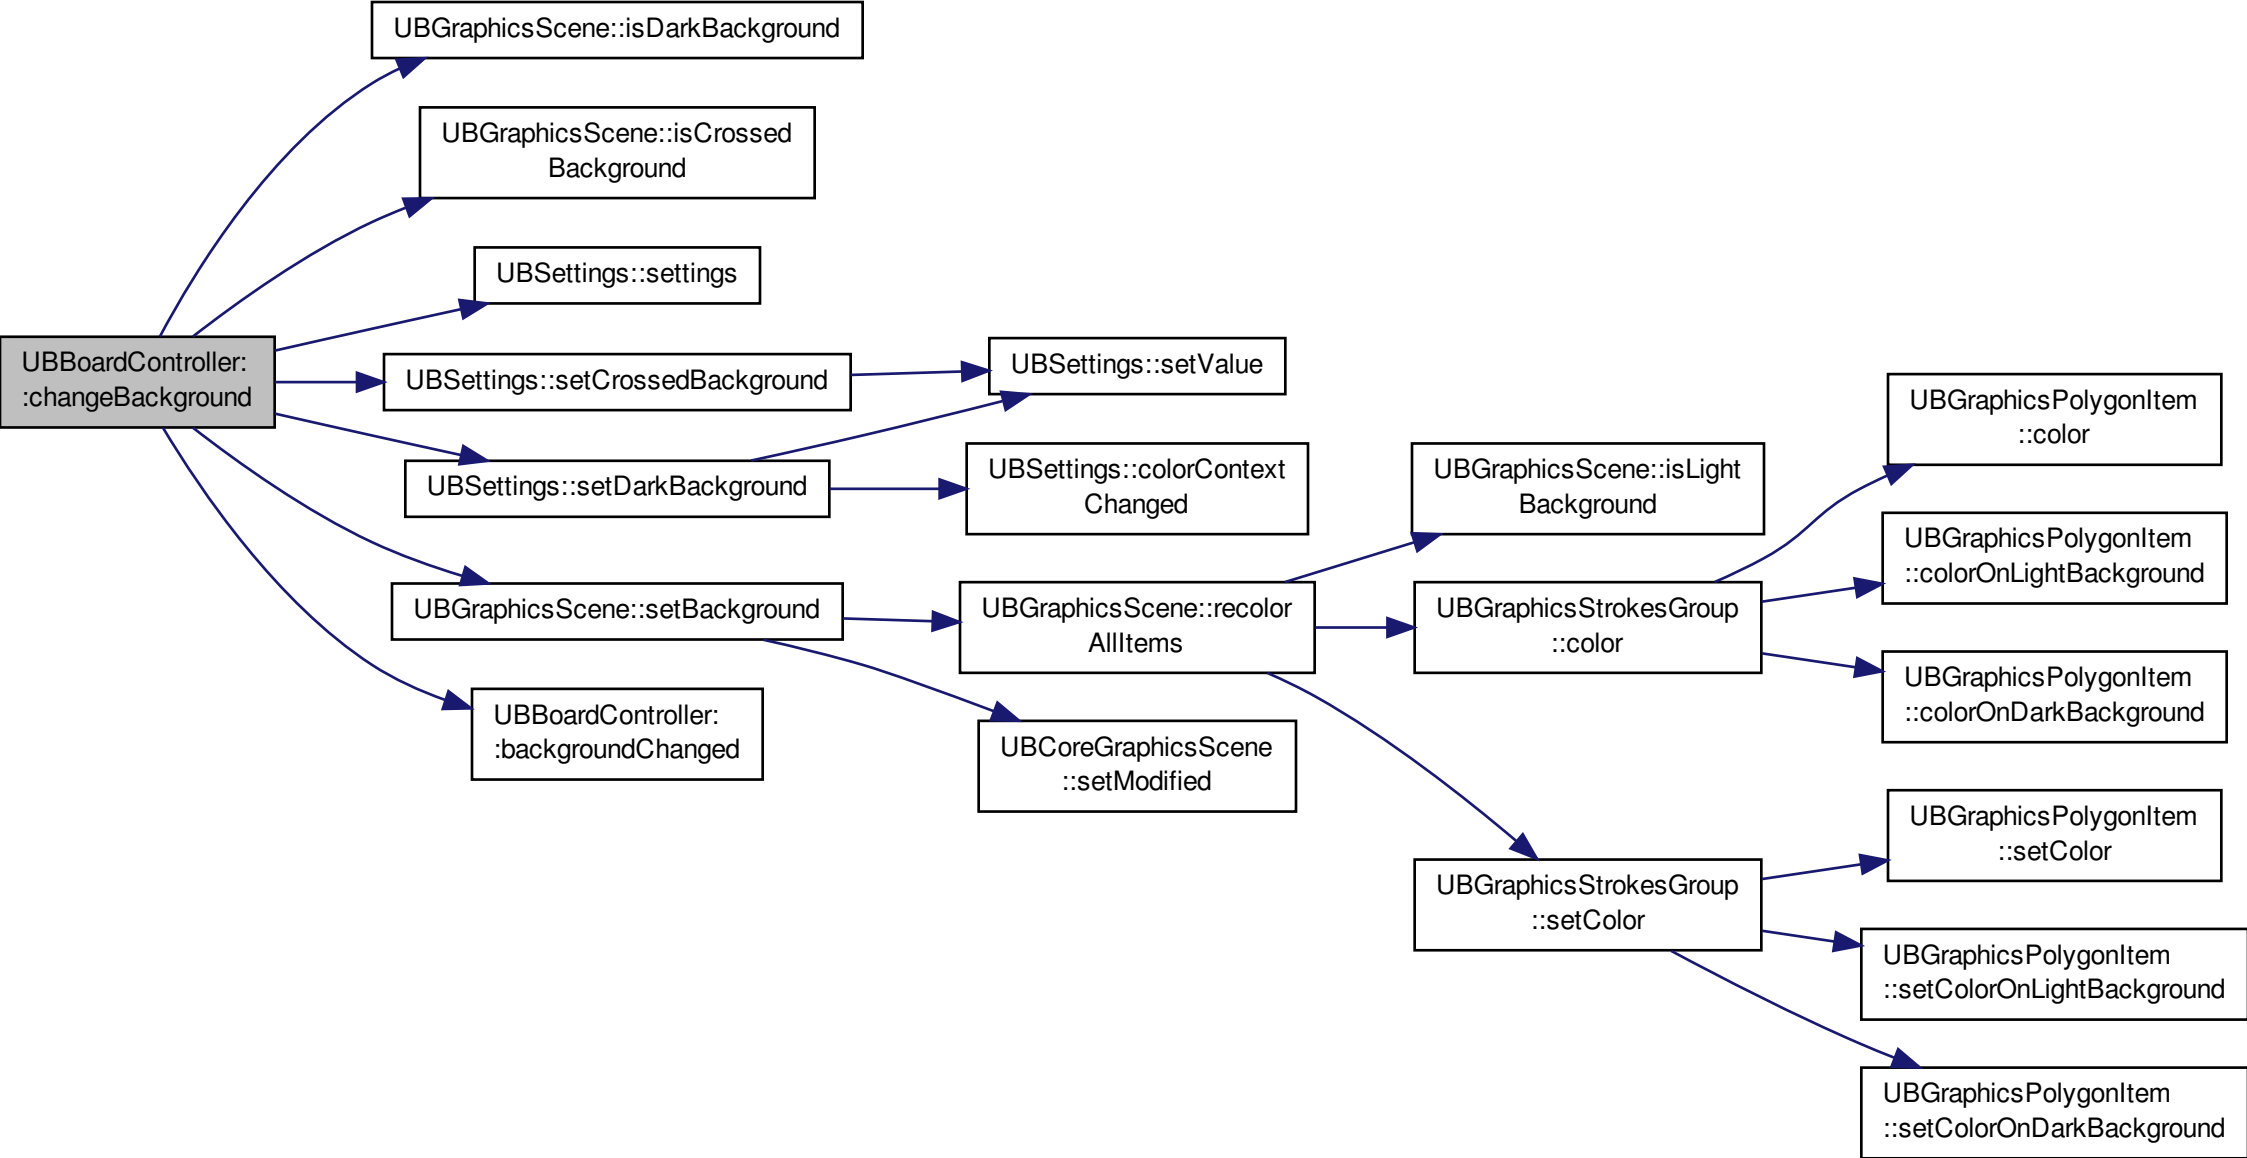 UBGraphicsScene::isDarkBackground
UBGraphicsScene::isCrossed
Background
UBSettings::settings
UBBoardController:
:changeBackground
UBSettings::setCrossedBackground
UBSettings::setValue
UBSettings::setDarkBackground
UBSettings::colorContext
Changed
UBGraphicsScene::setBackground
UBGraphicsScene::recolor
AllItems
UBCoreGraphicsScene
::setModified
UBBoardController:
:backgroundChanged
UBGraphicsScene::isLight
Background
UBGraphicsStrokesGroup
::color
UBGraphicsStrokesGroup
::setColor
UBGraphicsPolygonItem
::color
UBGraphicsPolygonItem
::colorOnLightBackground
UBGraphicsPolygonItem
::colorOnDarkBackground
UBGraphicsPolygonItem
::setColor
UBGraphicsPolygonItem
::setColorOnLightBackground
UBGraphicsPolygonItem
::setColorOnDarkBackground